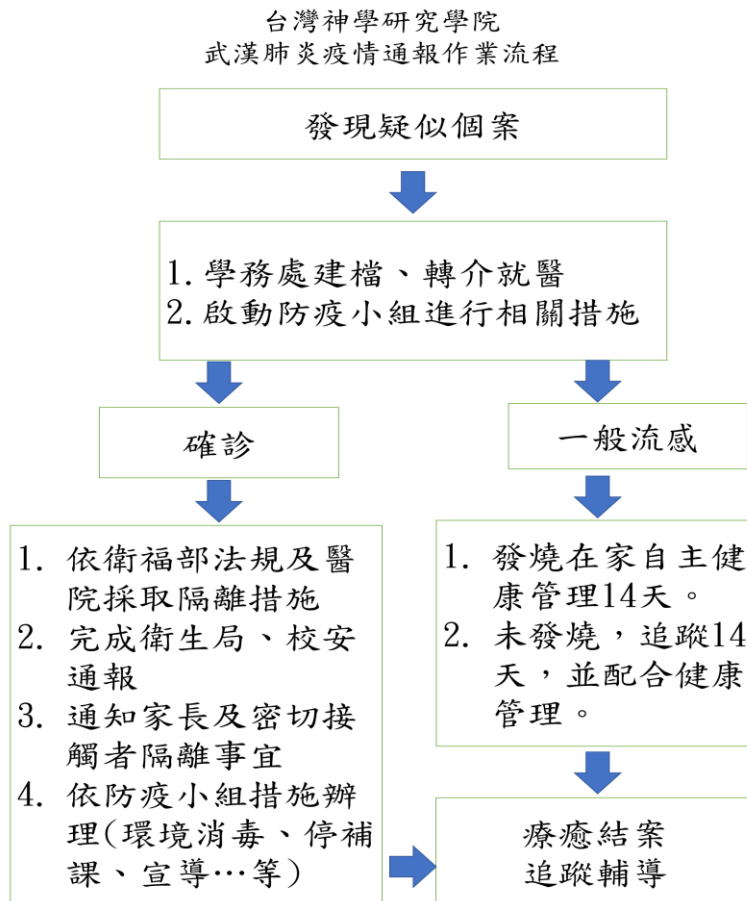 台灣神學研究學院
武漢肺炎疫情通報作業流程
發現疑似個案
1. 學務處建檔、轉介就醫
2. 啟動防疫小組進行相關措施
確診
一般流感
1. 依衛福部法規及醫
院採取隔離措施
2. 完成衛生局、校安
通報
3. 通知家長及密切接
觸者隔離事宜
4. 依防疫小組措施辦
理(環境消毒、停補
課、宣導…等)
1. 發燒在家自主健
康管理14天。
2. 未發燒，追蹤14
天，並配合健康
管理。
療癒結案
追蹤輔導